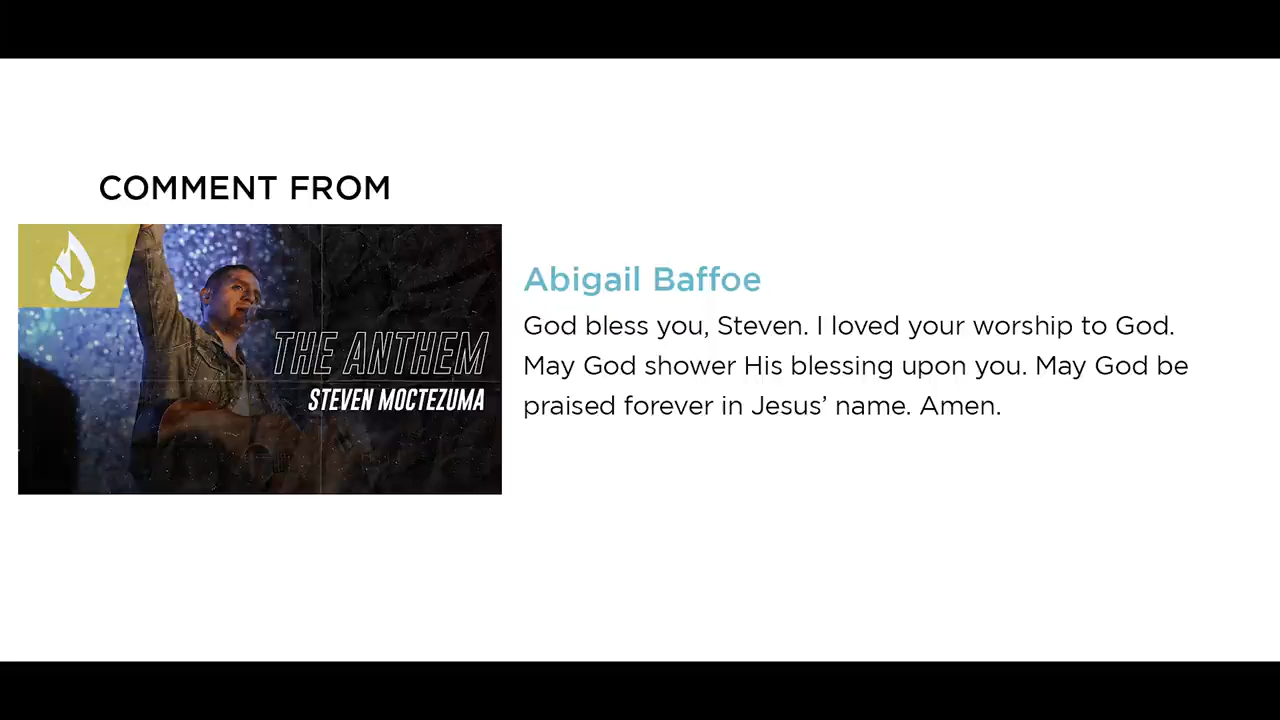 COMMENT FROM
THE ANTHEM
STEVEN MOCTEZUMA
Abigail Baffoe
God bless you, Steven. I loved your worship to God.
May God shower His blessing upon you. May God be
praised forever in Jesus’ name. Amen.